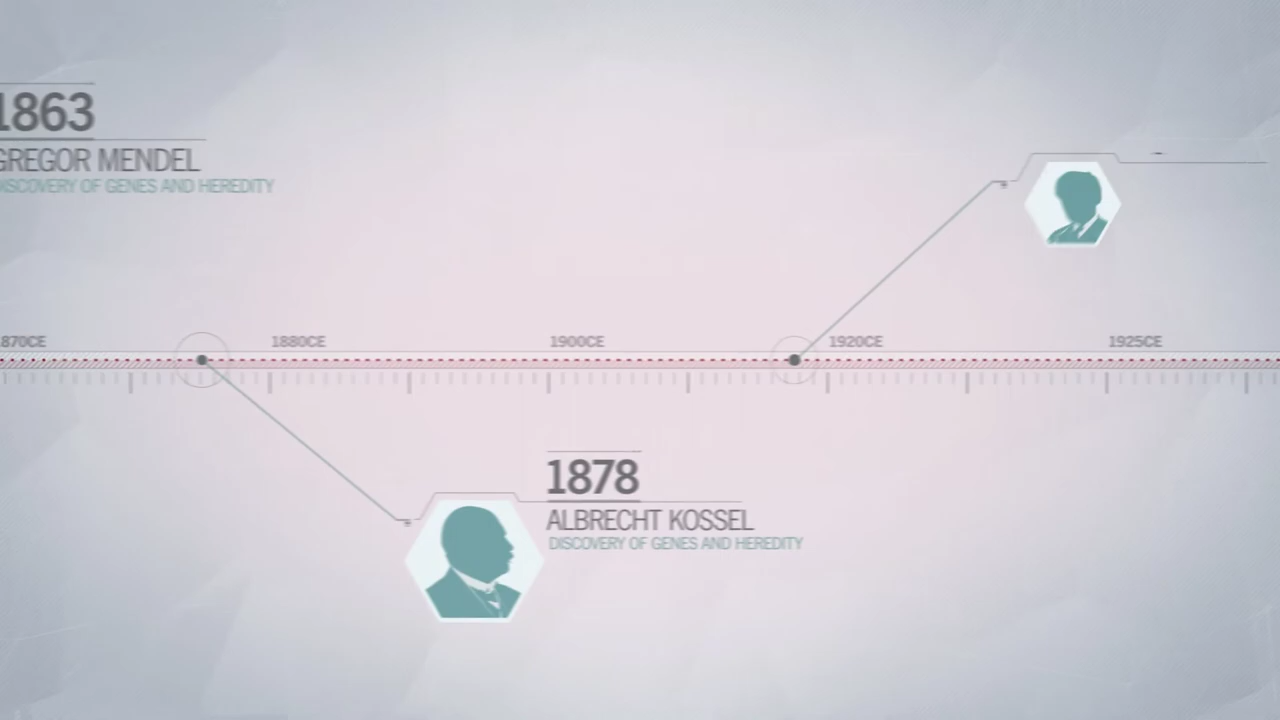 1863
GREGOR MENDEL
DISCOVERY OF GENES AND HEREDITY
870CE
1880CE
1900CE
1920CE
1925CE
1878
ALBRECHT KOSSEL
DISCOVERY OF GENES AND HEREDITY